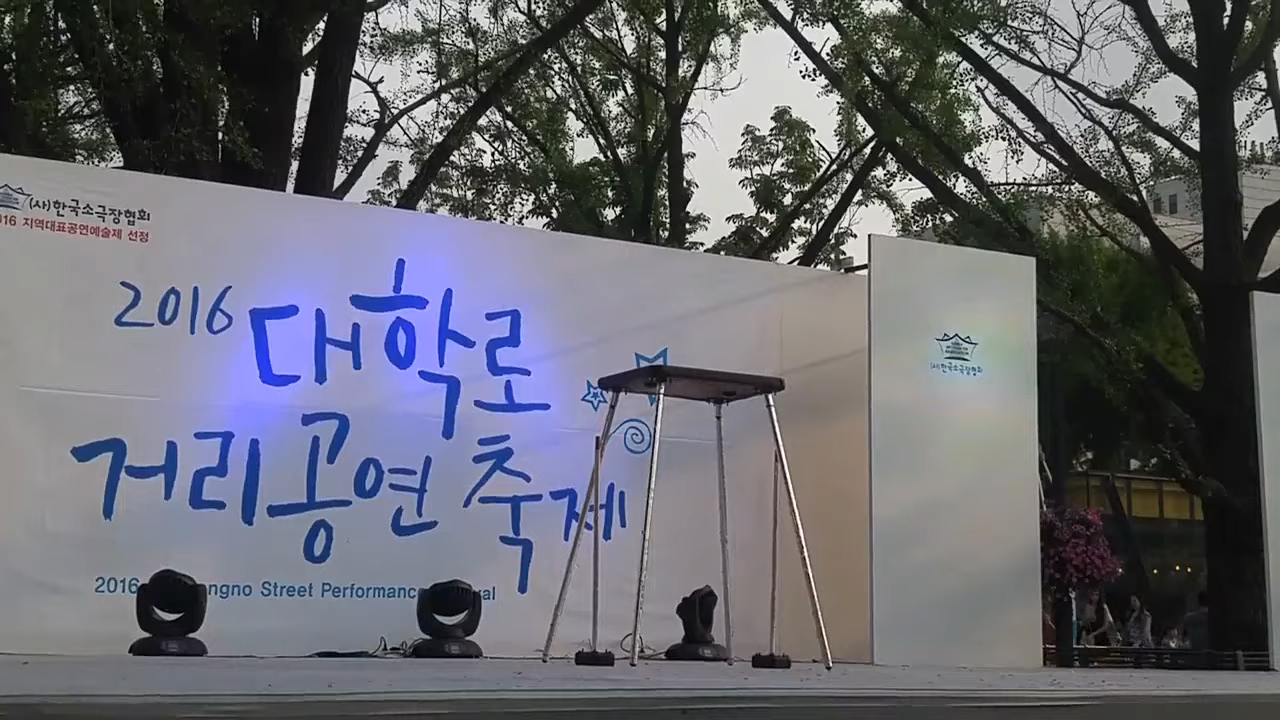 (사)한국소극장협회
016 지역대표공연예술제 선정
2016 대학로
거리공연 축제
2016 ngno Street Performanc al
(사)한국소극장협회